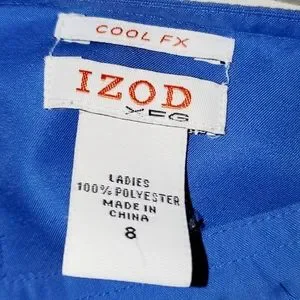 COOL FX
IZOD
XFG
LADIES
100% POLYESTER
MADE IN
CHINA
8